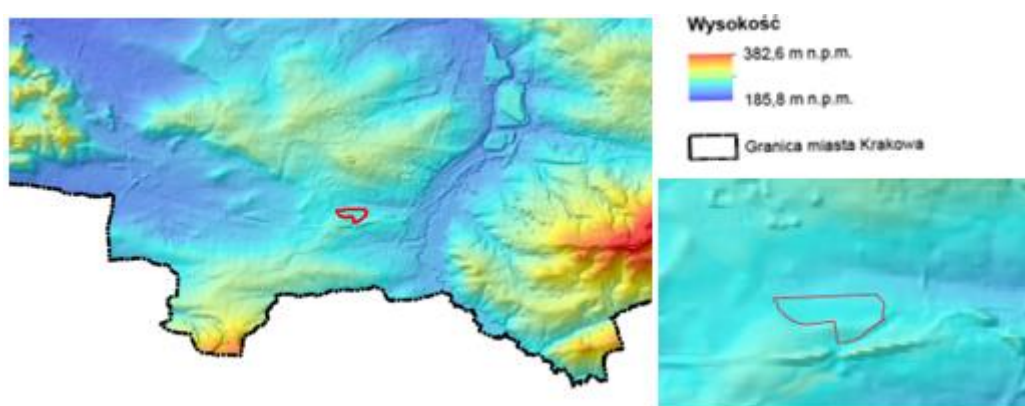 Wysokość
382,6 m n.p.m.
185,8 m n.p.m.
Granica miasta Krakowa